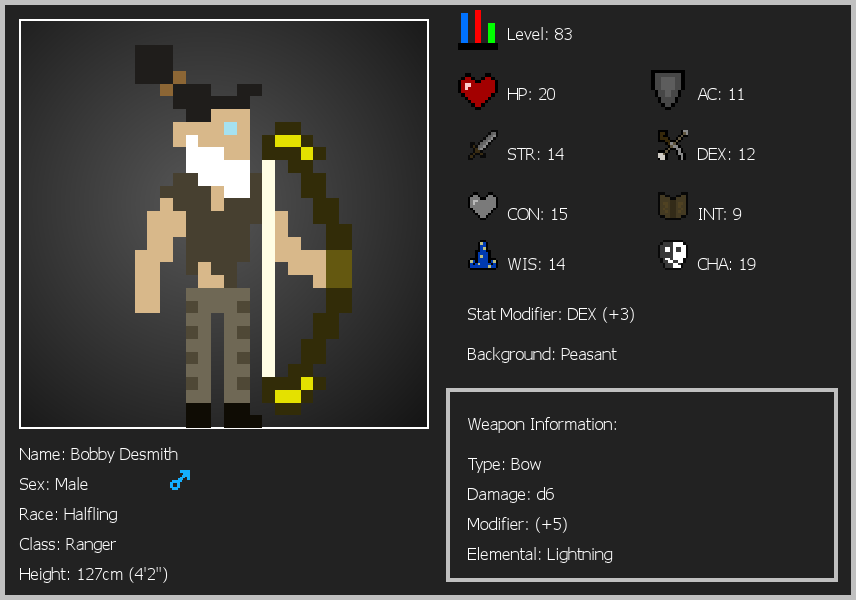 Level: 83
HP: 20
AC: 11
STR: 14
DEX: 12
CON: 15
INT: 9
WIS: 14
CHA: 19
Stat Modifier: DEX (+3)
Background: Peasant
Weapon Information:
Type: Bow
Damage: d6
Modifier: (+5)
Elemental: Lightning
Name: Bobby Desmith
Sex: Male
Race: Halfling
Class: Ranger
Height: 127cm (4'2")